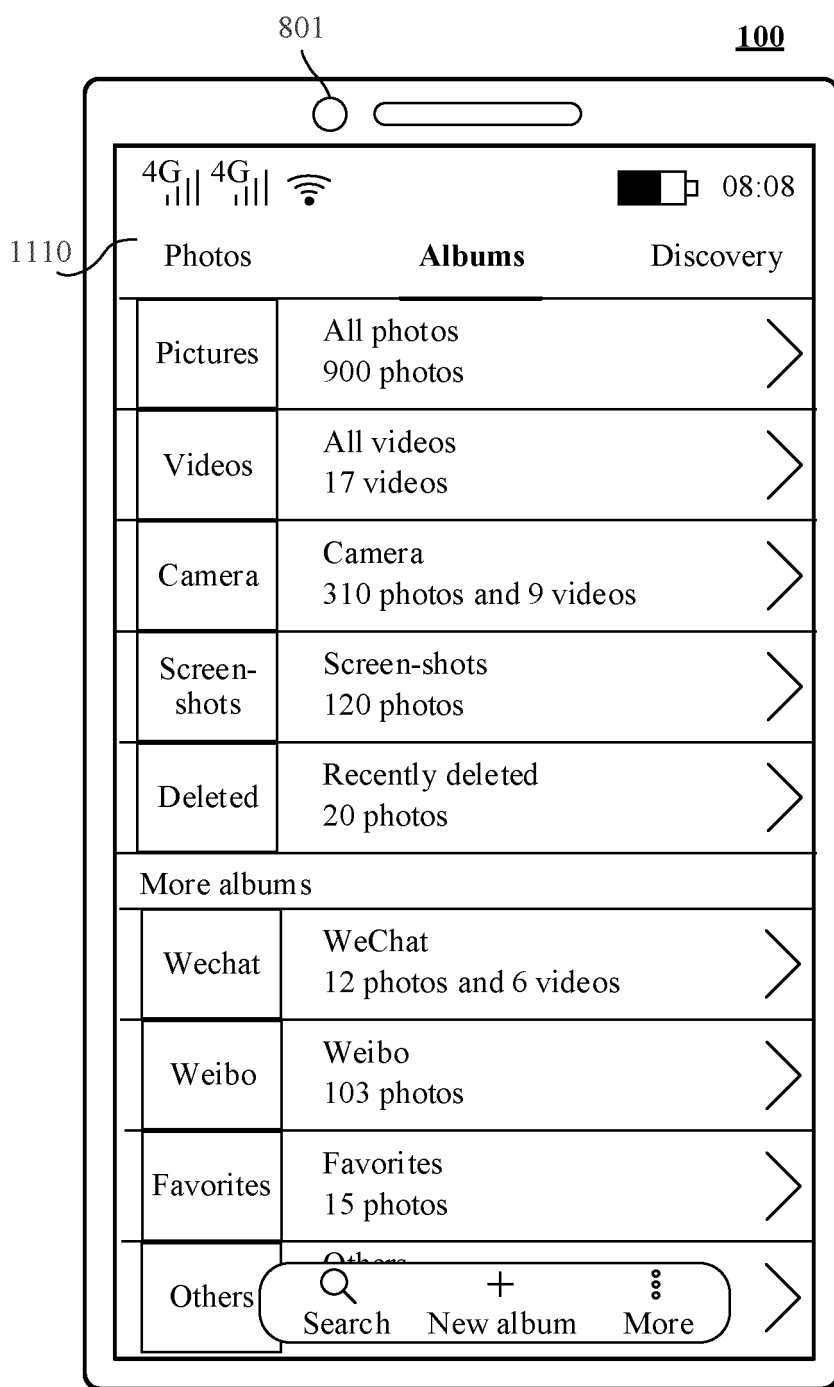 801
100
4G 4G 08:08
1110
Photos Albums Discovery
Pictures
All photos
900 photos
Videos
All videos
17 videos
Camera
Camera
310 photos and 9 videos
Screen-
shots
Screen-shots
120 photos
Deleted
Recently deleted
20 photos
More albums
Wechat
WeChat
12 photos and 6 videos
Weibo
Weibo
103 photos
Favorites
Favorites
15 photos
Others
Others
Search New album More